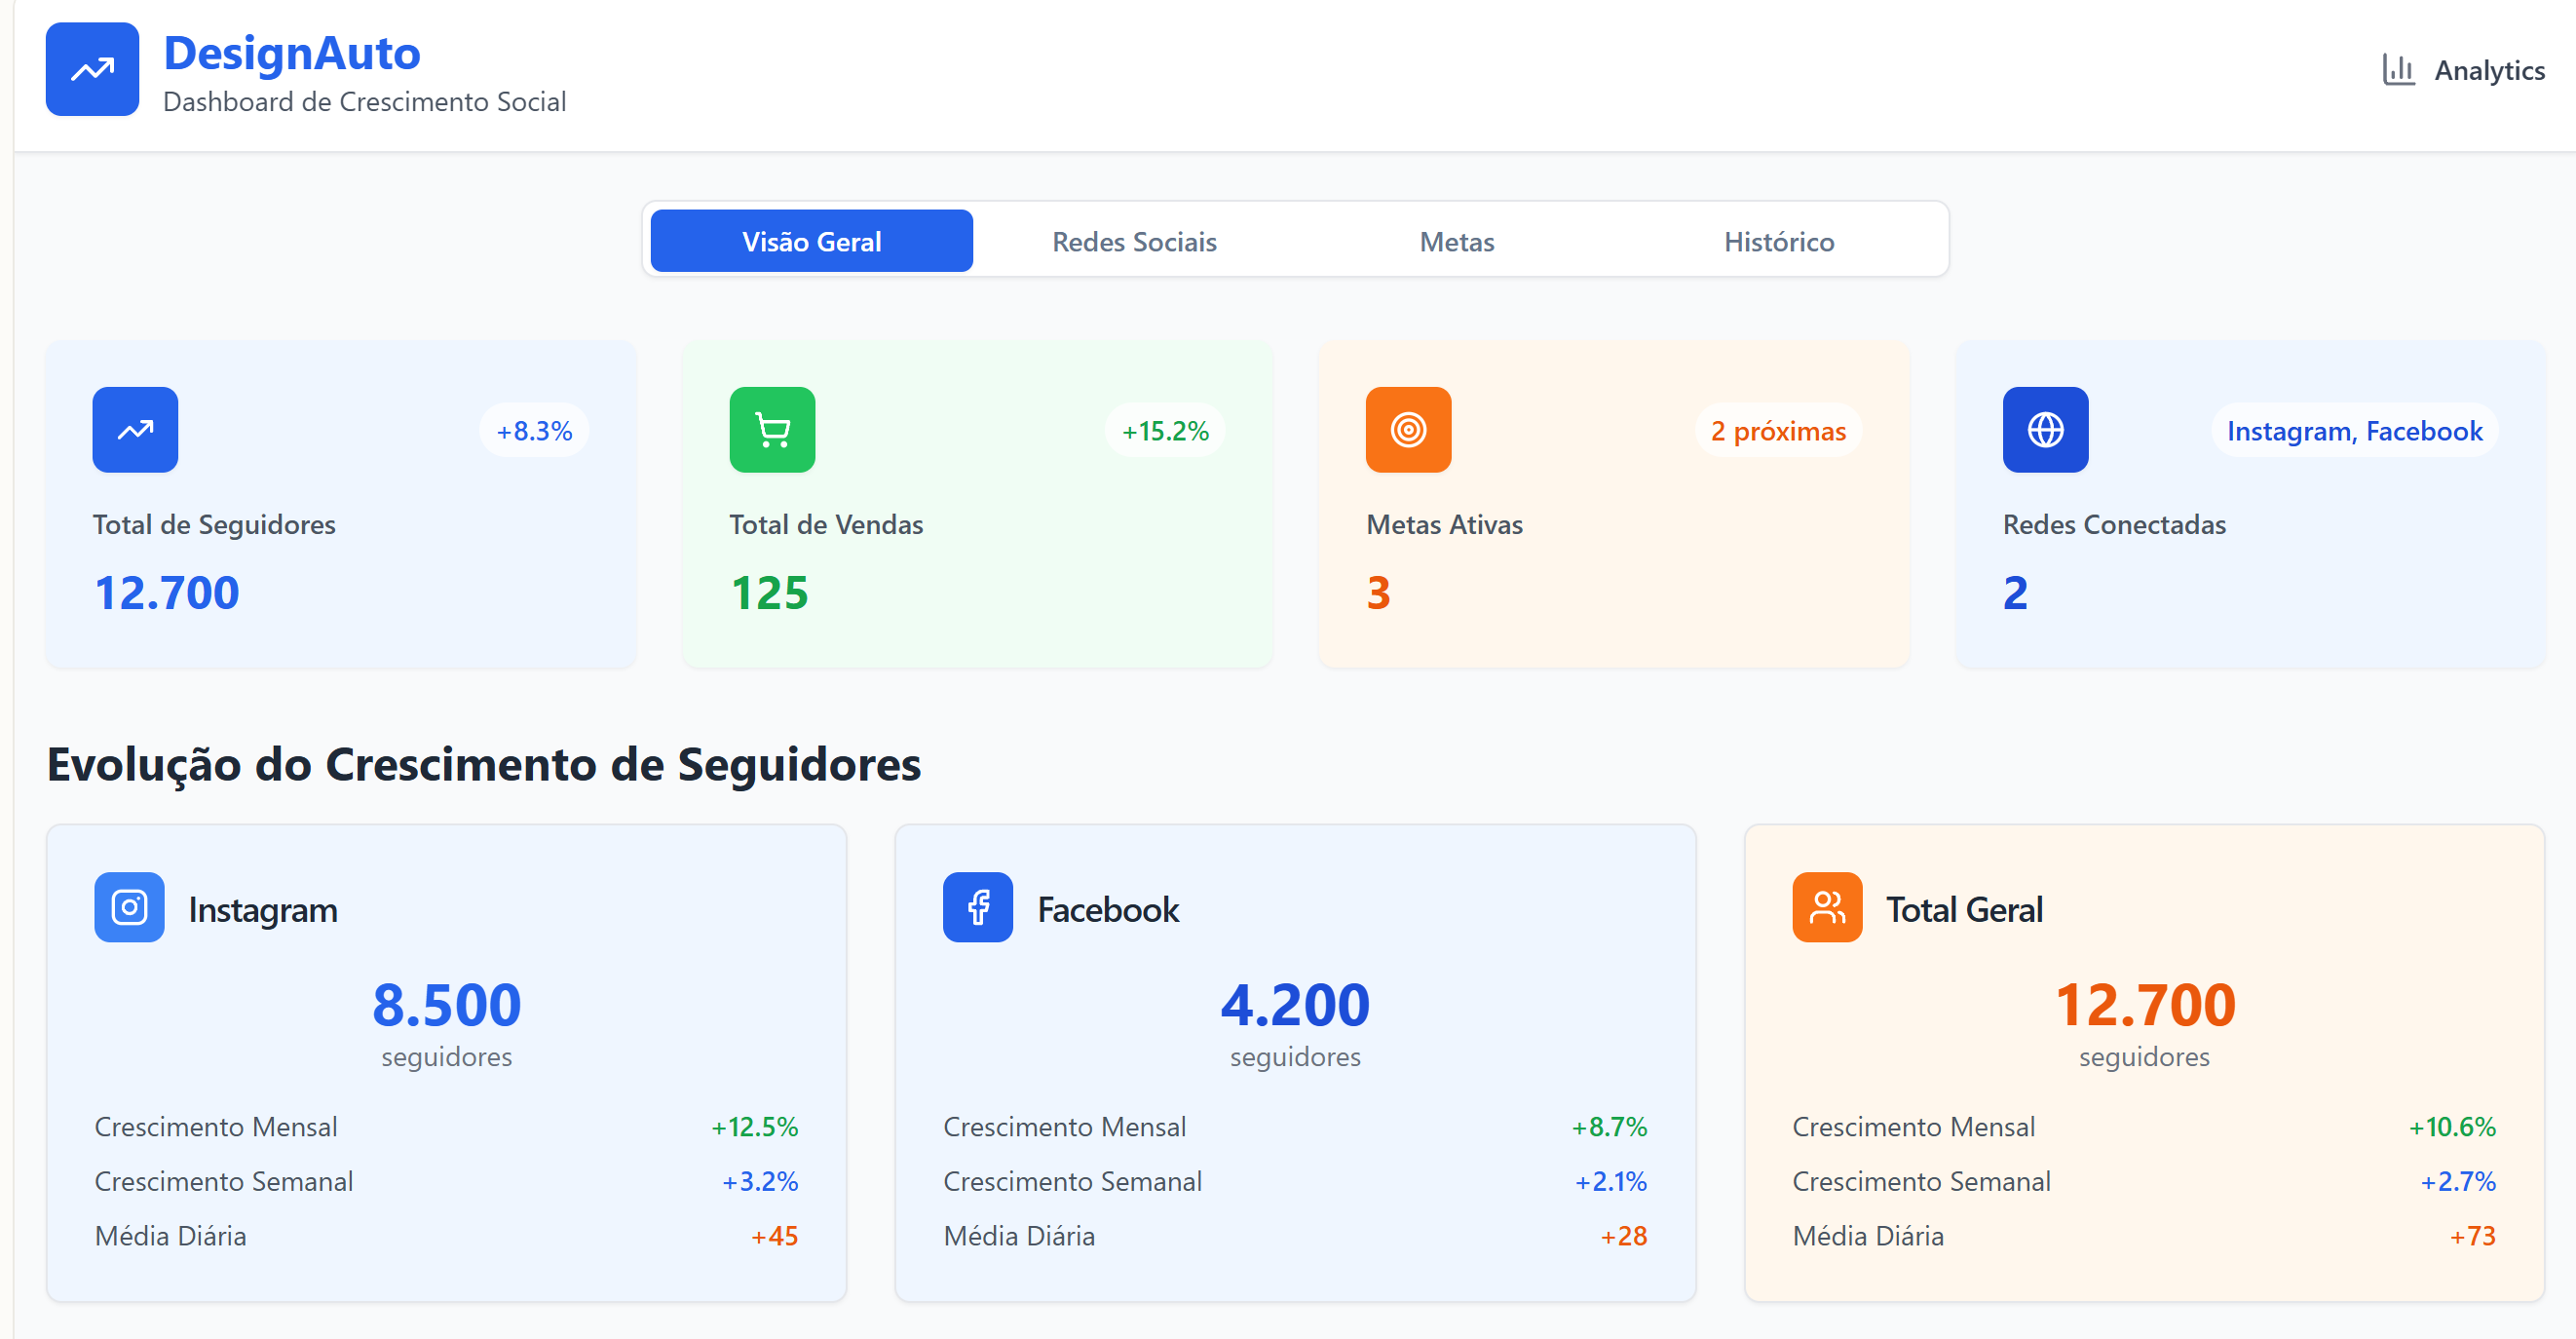 DesignAuto
Dashboard de Crescimento Social
Analytics
Visão Geral
Redes Sociais
Metas
Histórico
+8.3%
Total de Seguidores
12.700
+15.2%
Total de Vendas
125
2 próximas
Metas Ativas
3
Instagram, Facebook
Redes Conectadas
2
Evolução do Crescimento de Seguidores
Instagram
8.500
seguidores
Crescimento Mensal +12.5%
Crescimento Semanal +3.2%
Média Diária +45
Facebook
4.200
seguidores
Crescimento Mensal +8.7%
Crescimento Semanal +2.1%
Média Diária +28
Total Geral
12.700
seguidores
Crescimento Mensal +10.6%
Crescimento Semanal +2.7%
Média Diária +73